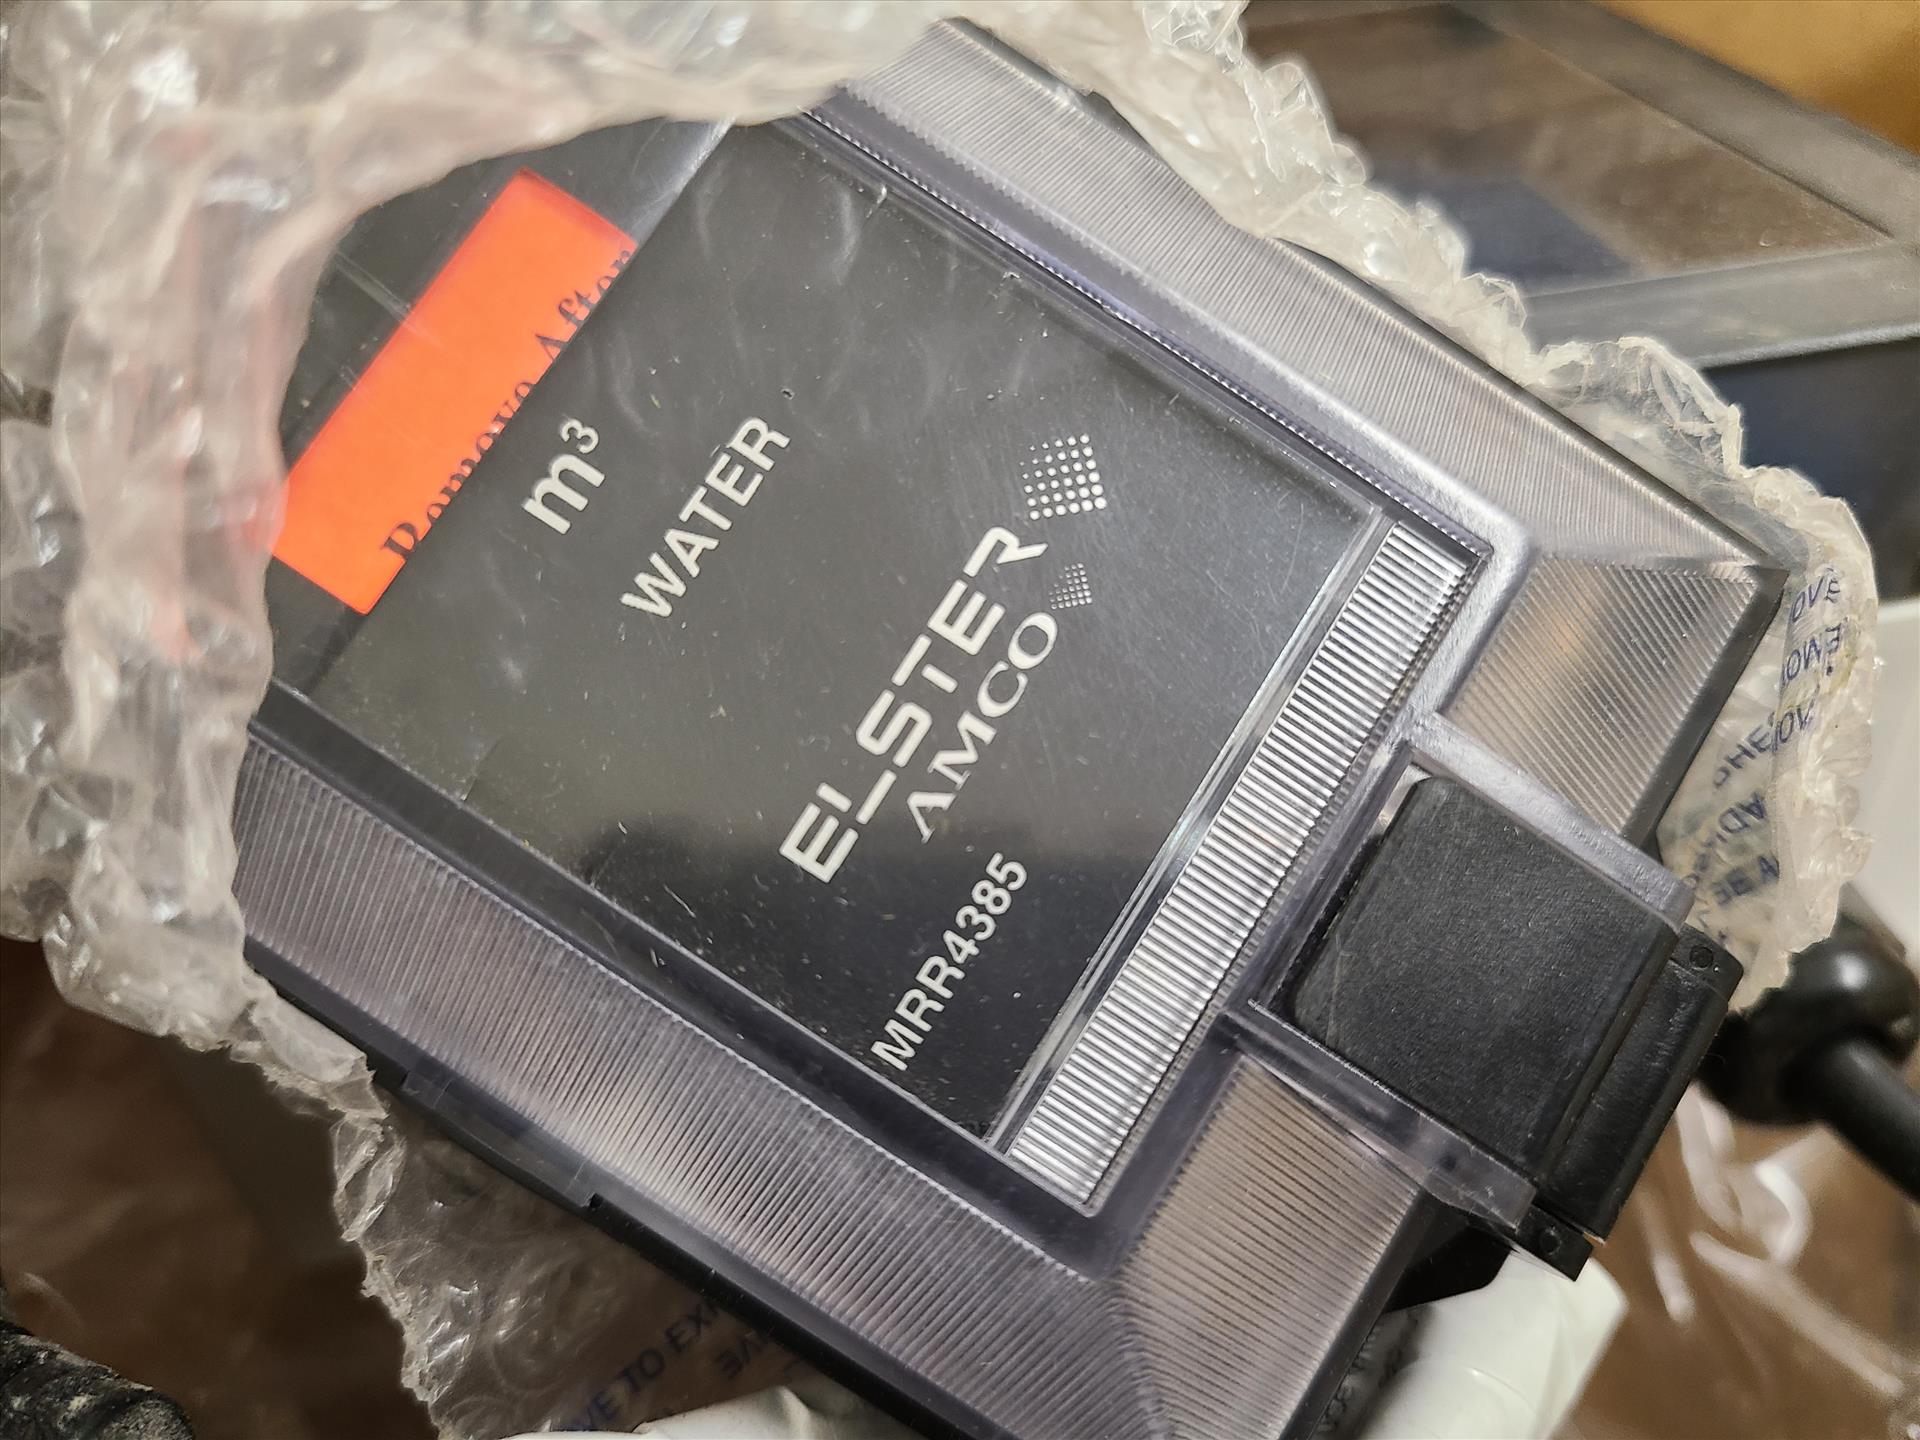 Remove After
m³
WATER
ELSTER
AMCO
MRR4385